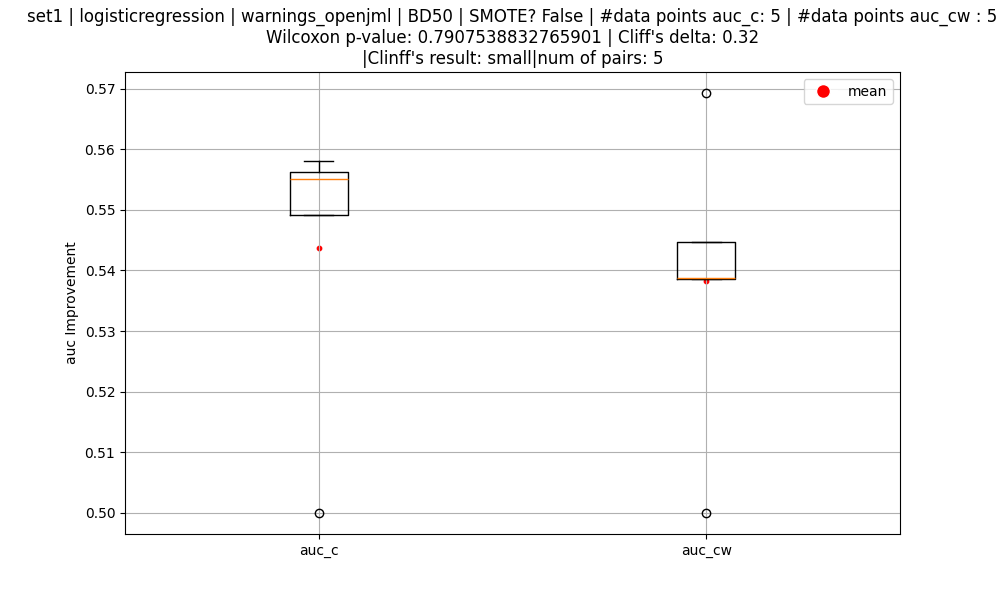 set1 | logisticregression | warnings_openjml | BD50 | SMOTE? False | #data points auc_c: 5 | #data points auc_cw : 5
Wilcoxon p-value: 0.7907538832765901 | Cliff's delta: 0.32
|Clinff's result: small|num of pairs: 5
mean
0.57
0.56
0.55
0.54
0.53
0.52
0.51
0.50
auc Improvement
auc_c
auc_cw